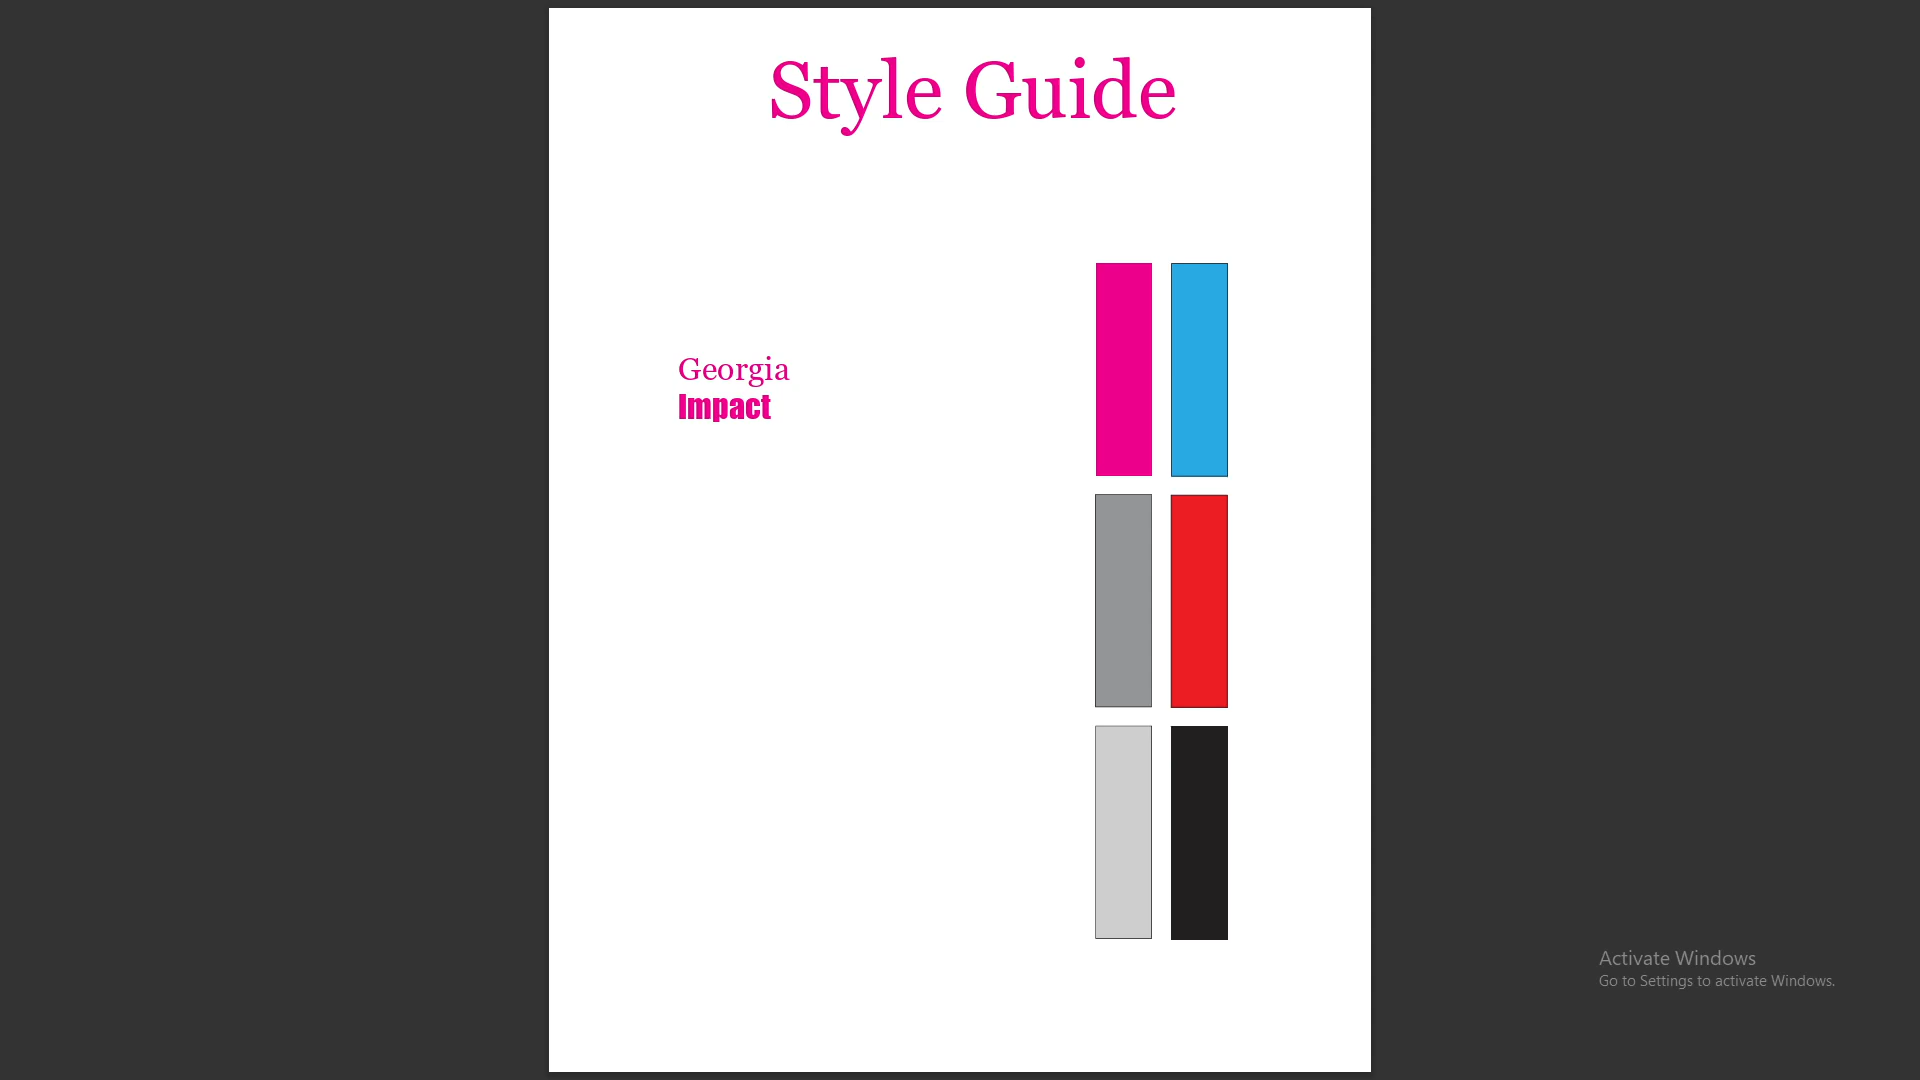 Style Guide
Georgia
Impact
Activate Windows
Go to Settings to activate Windows.